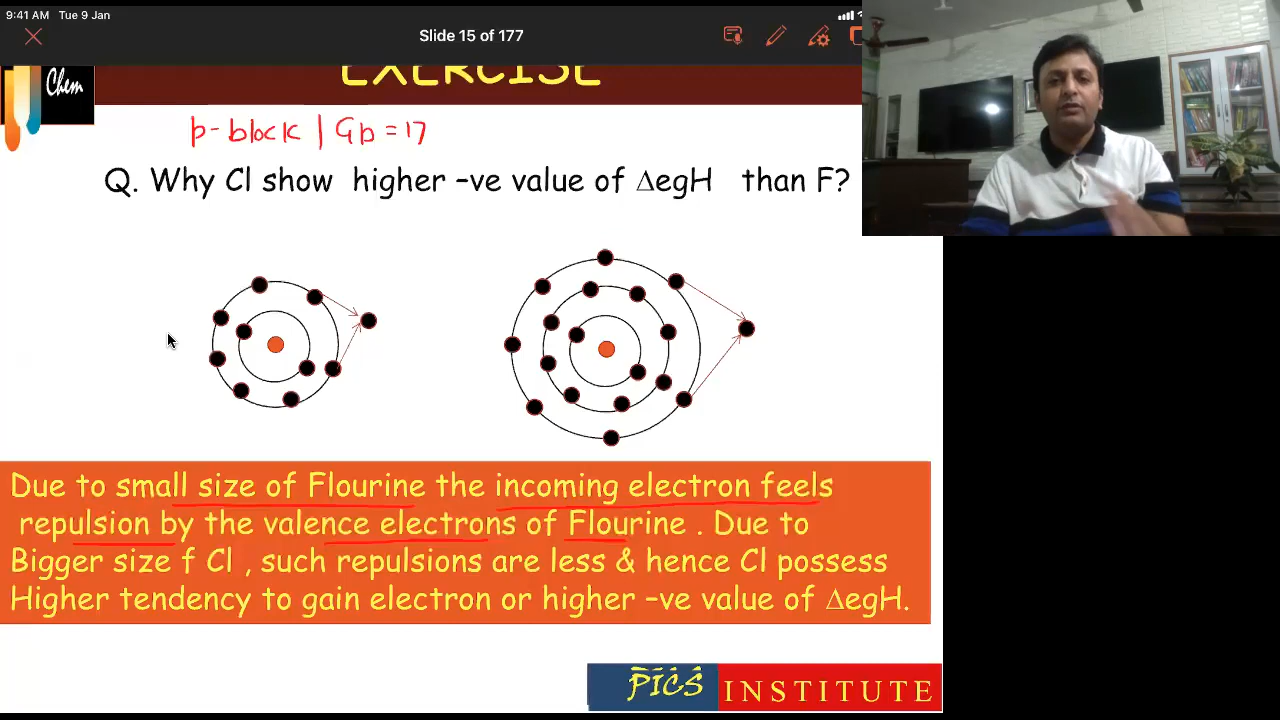 9:41 AM Tue 9 Jan
Slide 15 of 177
EXERCISE
Chem
p-block | Gp = 17
Q. Why Cl show higher –ve value of ΔegH than F?
Due to small size of Flourine the incoming electron feels
repulsion by the valence electrons of Flourine . Due to
Bigger size f Cl , such repulsions are less & hence Cl possess
Higher tendency to gain electron or higher –ve value of ΔegH.
PICS INSTITUTE